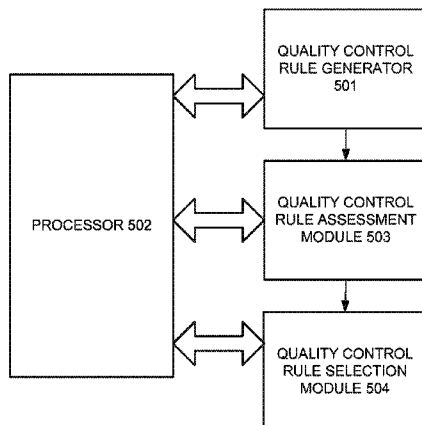 QUALITY CONTROL
RULE GENERATOR
501
PROCESSOR 502
QUALITY CONTROL
RULE ASSESSMENT
MODULE 503
QUALITY CONTROL
RULE SELECTION
MODULE 504